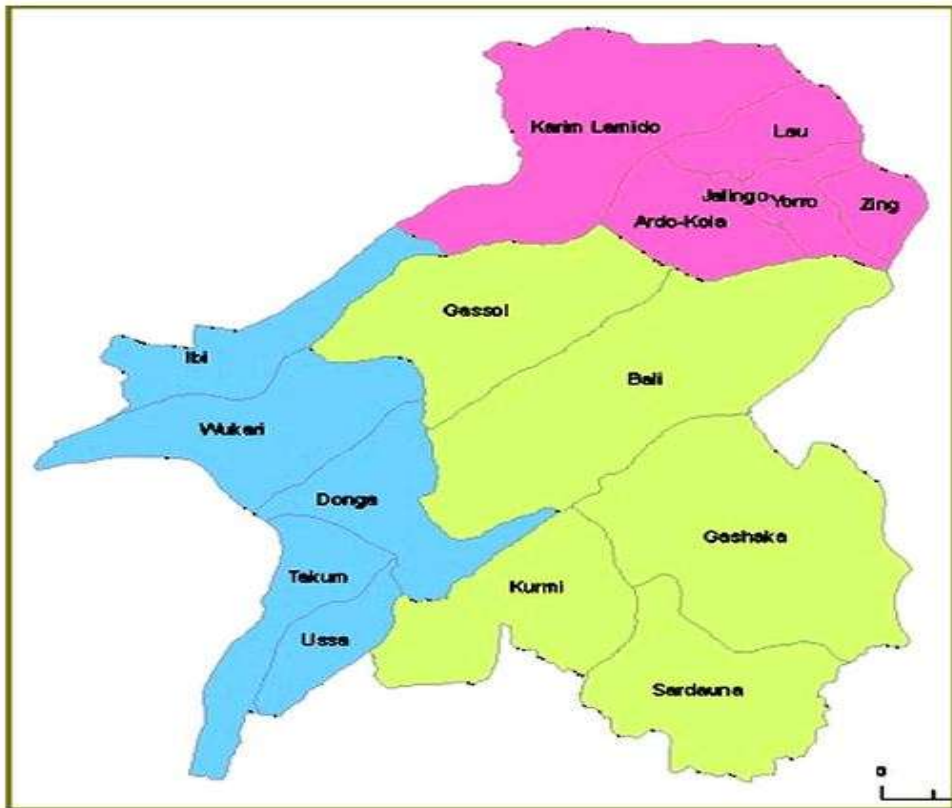 Karim Lamido
Lau
Jalingo
Yorro
Zing
Ardo-Kola
Gassol
Ibi
Bali
Wukari
Donga
Gashaka
Takum
Kurmi
Ussa
Sardauna
0